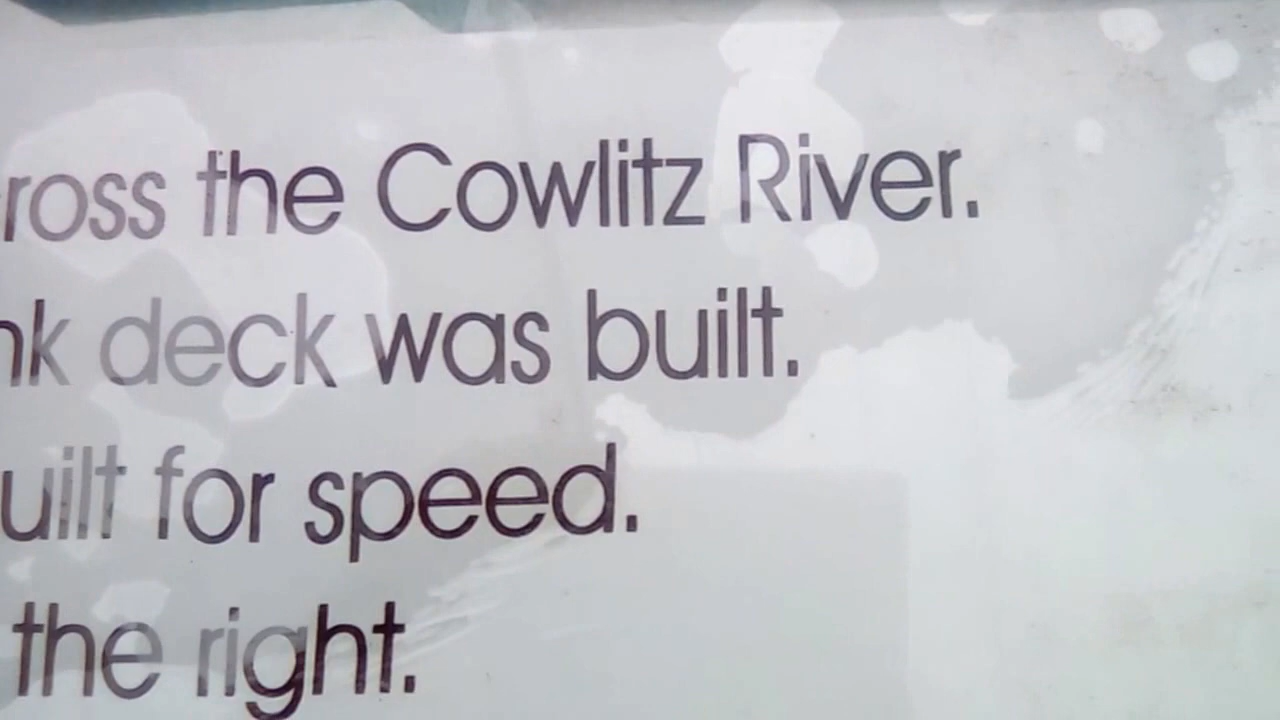 ross the Cowlitz River.
nk deck was built.
uilt for speed.
the right.